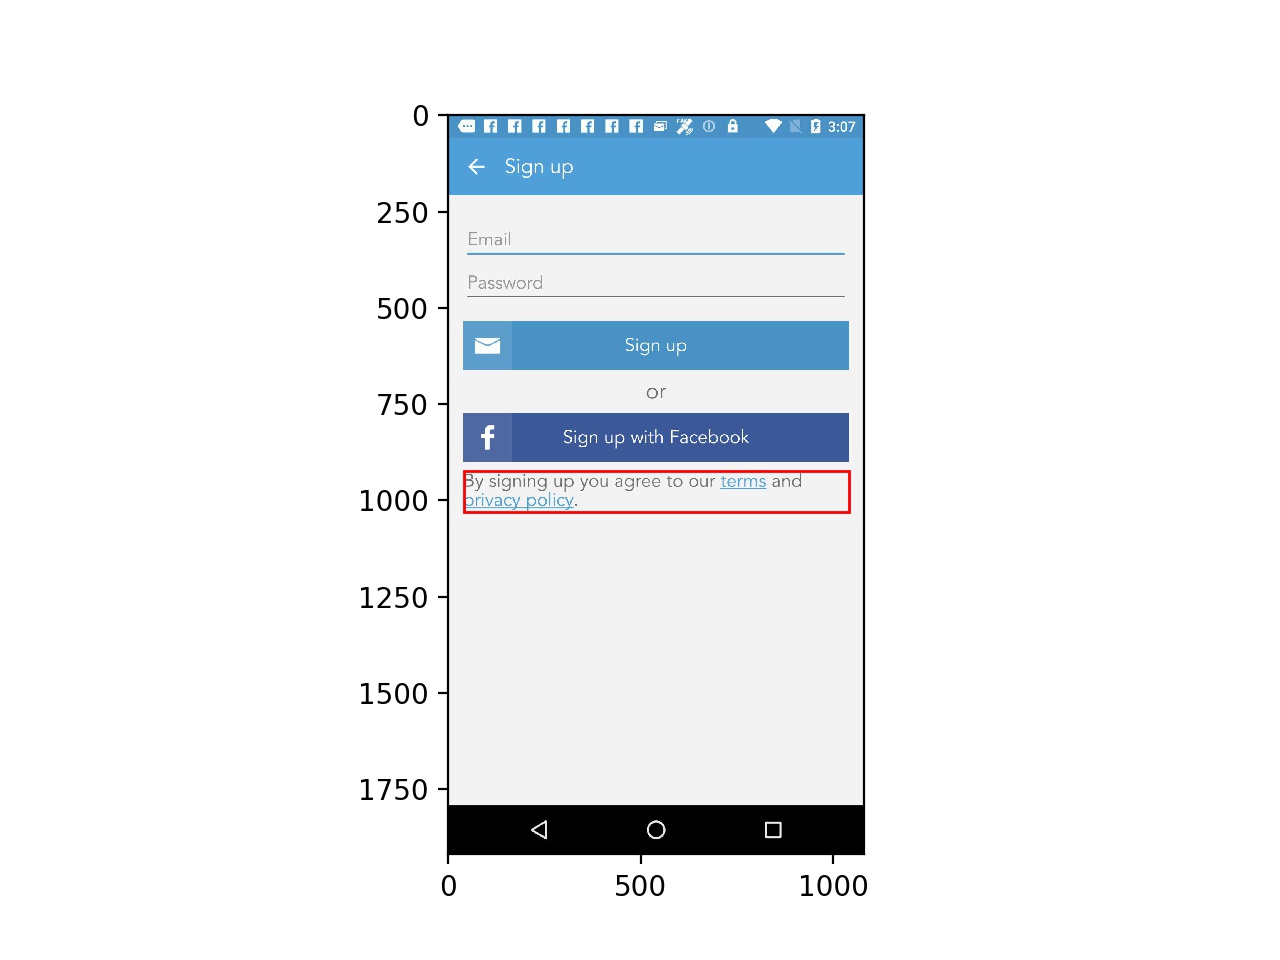 0
250
500
750
1000
1250
1500
1750
3:07
Sign up
Email
Password
Sign up
or
Sign up with Facebook
By signing up you agree to our terms and
privacy policy.
0 500 1000